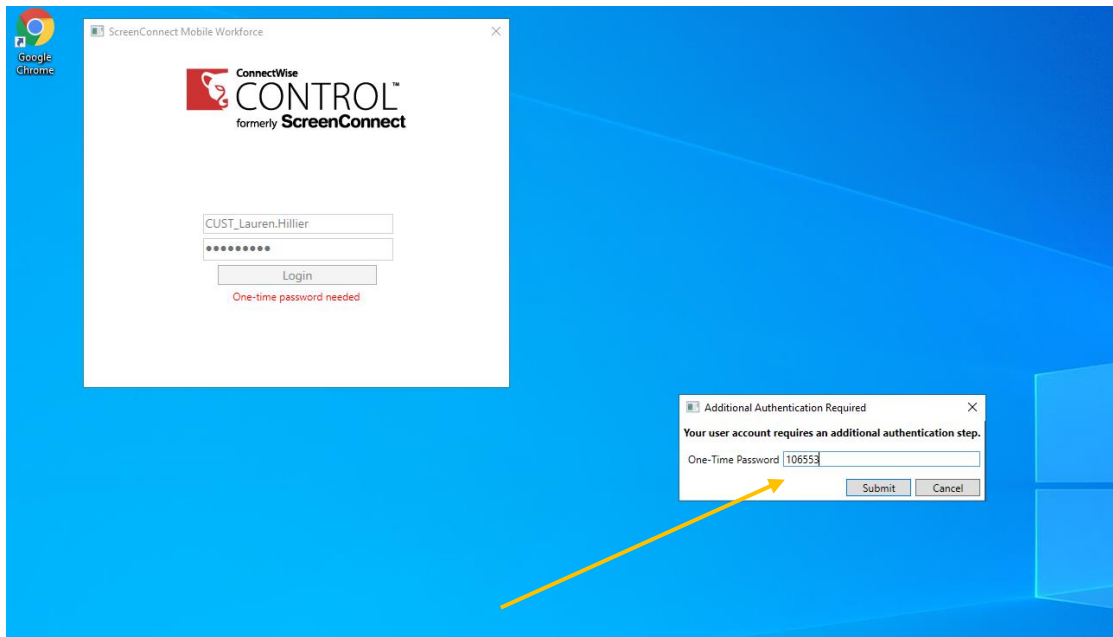 Google
Chrome
ScreenConnect Mobile Workforce
ConnectWise
CONTROL™
formerly ScreenConnect
CUST_Lauren.Hillier
●●●●●●●●●
Login
One-time password needed
Additional Authentication Required
Your user account requires an additional authentication step.
One-Time Password 106553
Submit Cancel